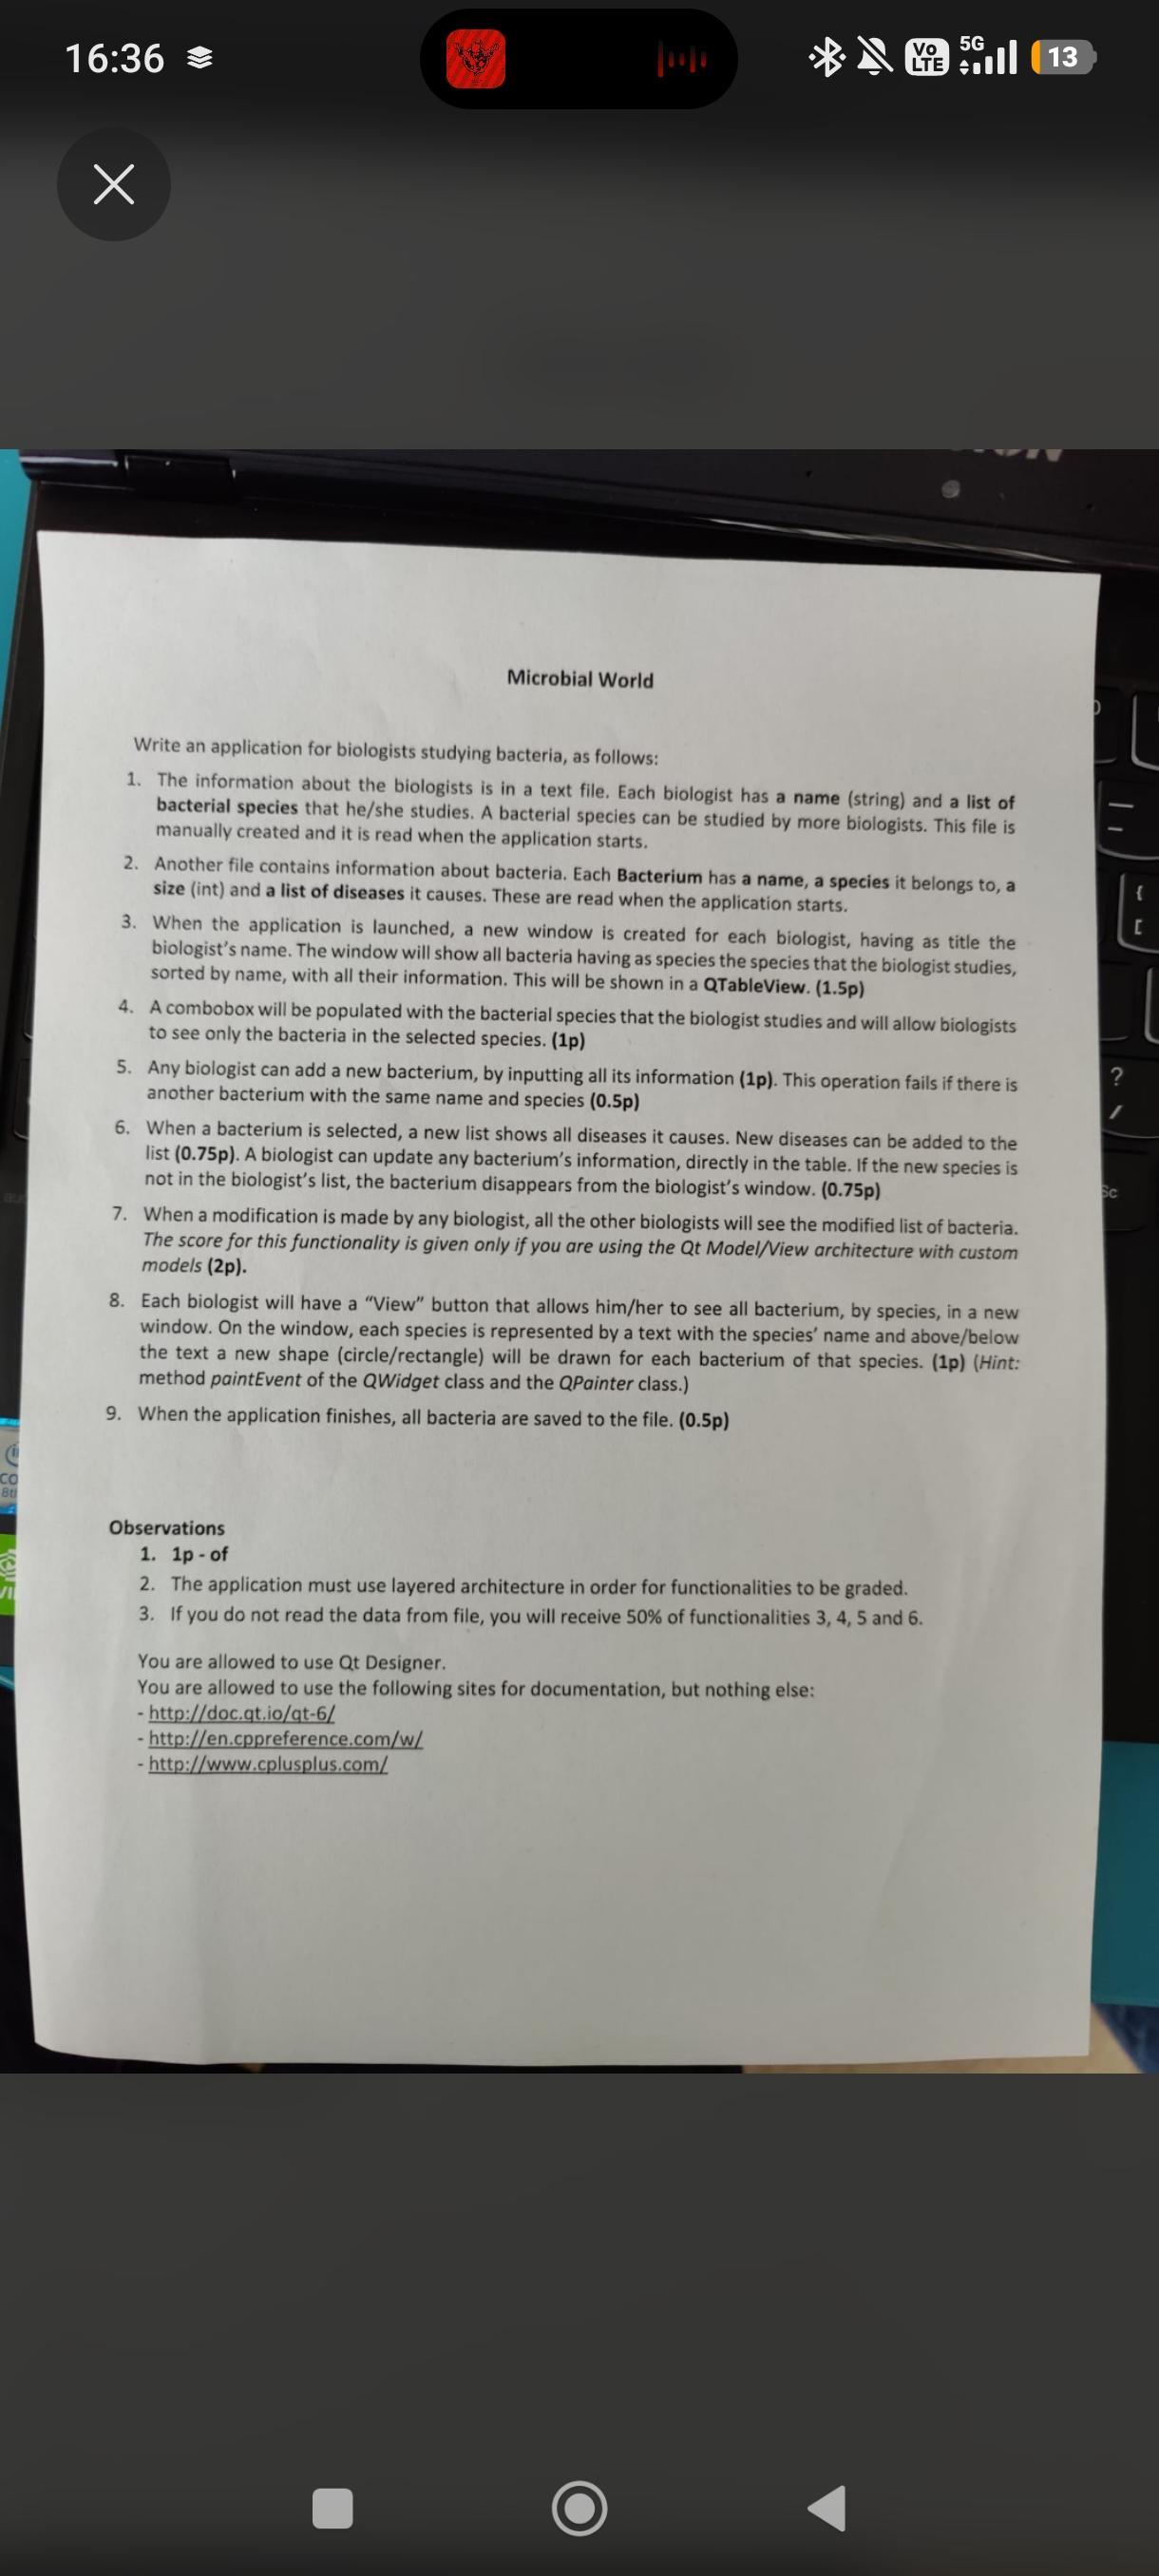 16:36
Vo
LTE
5G
13
Microbial World
Write an application for biologists studying bacteria, as follows:
1. The information about the biologists is in a text file. Each biologist has a name (string) and a list of
bacterial species that he/she studies. A bacterial species can be studied by more biologists. This file is
manually created and it is read when the application starts.
2. Another file contains information about bacteria. Each Bacterium has a name, a species it belongs to, a
size (int) and a list of diseases it causes. These are read when the application starts.
3. When the application is launched, a new window is created for each biologist, having as title the
biologist's name. The window will show all bacteria having as species the species that the biologist studies,
sorted by name, with all their information. This will be shown in a QTableView. (1.5p)
4. A combobox will be populated with the bacterial species that the biologist studies and will allow biologists
to see only the bacteria in the selected species. (1p)
5. Any biologist can add a new bacterium, by inputting all its information (1p). This operation fails if there is
another bacterium with the same name and species (0.5p)
6. When a bacterium is selected, a new list shows all diseases it causes. New diseases can be added to the
list (0.75p). A biologist can update any bacterium's information, directly in the table. If the new species is
not in the biologist's list, the bacterium disappears from the biologist's window. (0.75p)
7. When a modification is made by any biologist, all the other biologists will see the modified list of bacteria.
The score for this functionality is given only if you are using the Qt Model/View architecture with custom
models (2p).
8. Each biologist will have a "View" button that allows him/her to see all bacterium, by species, in a new
window. On the window, each species is represented by a text with the species' name and above/below
the text a new shape (circle/rectangle) will be drawn for each bacterium of that species. (1p) (Hint:
method paintEvent of the QWidget class and the QPainter class.)
9. When the application finishes, all bacteria are saved to the file. (0.5p)
Observations
1. 1p - of
2. The application must use layered architecture in order for functionalities to be graded.
3. If you do not read the data from file, you will receive 50% of functionalities 3, 4, 5 and 6.
You are allowed to use Qt Designer.
You are allowed to use the following sites for documentation, but nothing else:
- http://doc.qt.io/qt-6/
- http://en.cppreference.com/w/
- http://www.cplusplus.com/